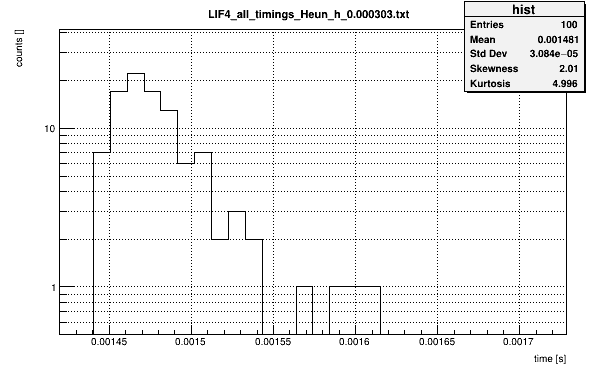 LIF4_all_timings_Heun_h_0.000303.txt
hist
Entries 100
Mean 0.001481
Std Dev 3.084e−05
Skewness 2.01
Kurtosis 4.996
counts []
10
1
0.00145 0.0015 0.00155 0.0016 0.00165 0.0017
time [s]